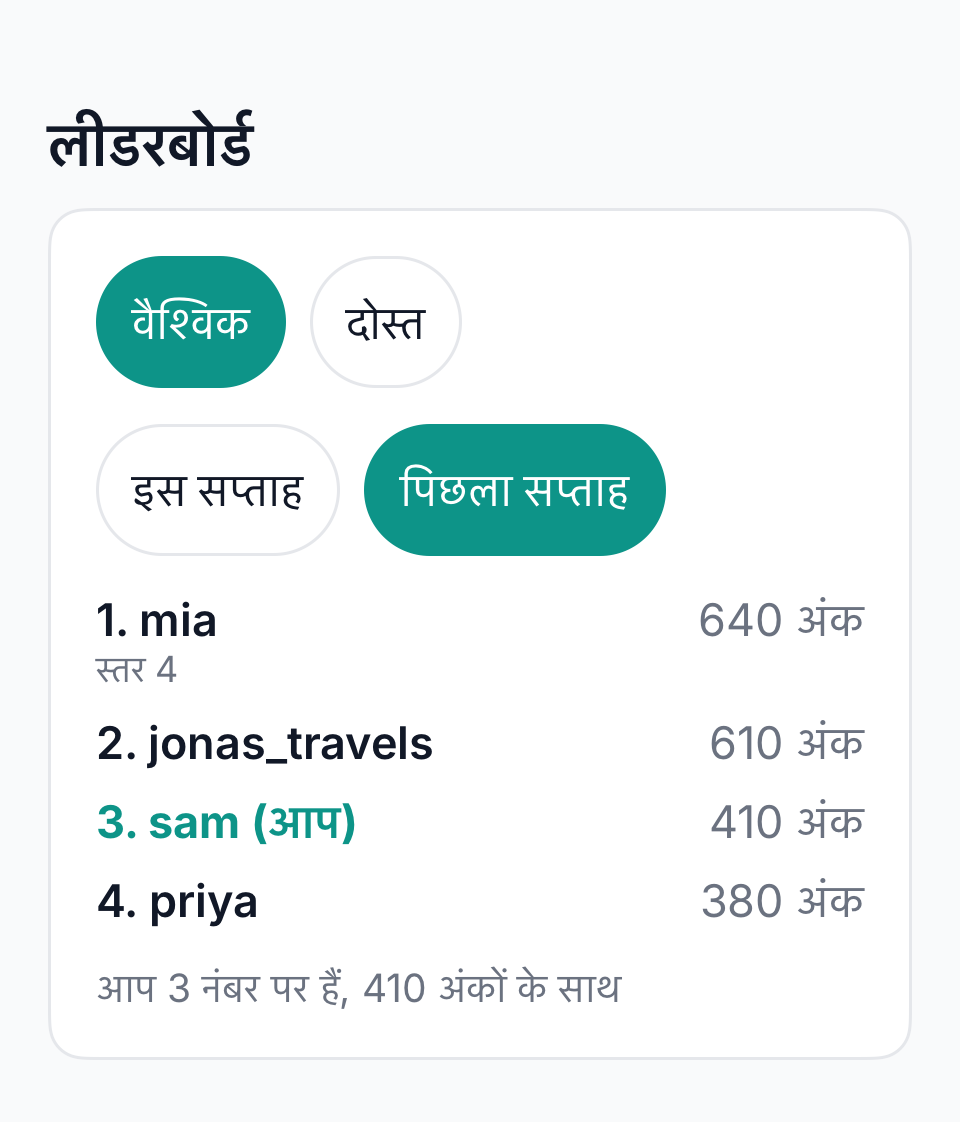 लीडरबोर्ड
वैश्विक दोस्त
इस सप्ताह पिछला सप्ताह
1. mia 640 अंक
स्तर 4
2. jonas_travels 610 अंक
3. sam (आप) 410 अंक
4. priya 380 अंक
आप 3 नंबर पर हैं, 410 अंकों के साथ